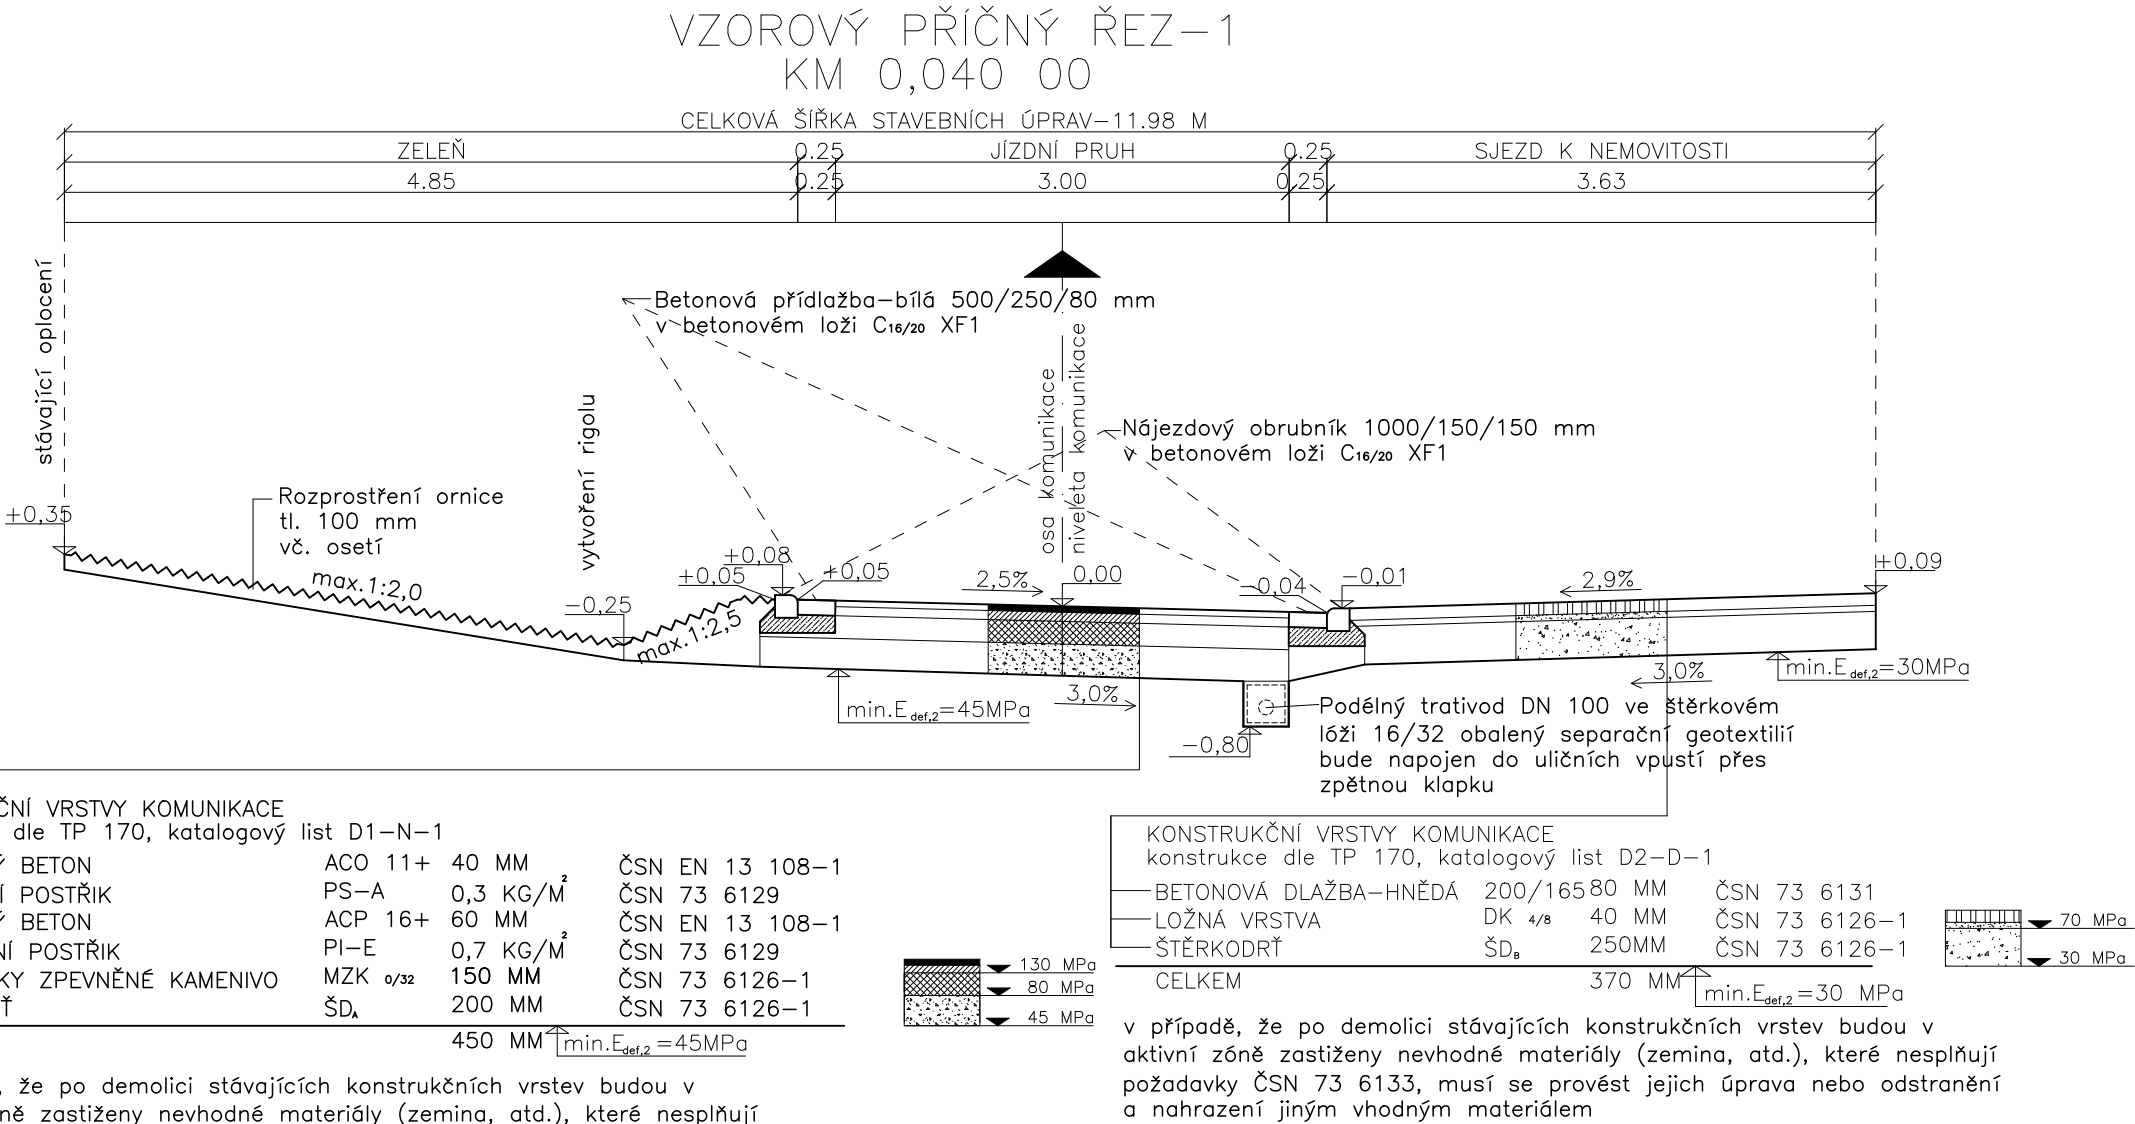 VZOROVÝ PŘÍČNÝ ŘEZ-1
KM 0,040 00
CELKOVÁ ŠÍŘKA STAVEBNÍCH ÚPRAV-11.98 M
ZELEŇ 0.25 JÍZDNÍ PRUH 0.25 SJEZD K NEMOVITOSTI
4.85 0.25 3.00 0.25 3.63
stávající oplocení
Betonová přídlažba-bílá 500/250/80 mm
v betonovém loži C16/20 XF1
osa komunikace
niveleta komunikace
vytvoření rigolu
Nájezdový obrubník 1000/150/150 mm
v betonovém loži C16/20 XF1
Rozprostření ornice
tl. 100 mm
vč. osetí
+0,35
max.1:2,0
-0,25
max.1:2,5
+0,08
+0,05
+0,05
2,5%
0,00
-0,04
-0,01
2,9%
+0,09
min.Edef,2=45MPa
3,0%
-0,80
3,0%
min.Edef,2=30MPa
Podélný trativod DN 100 ve štěrkovém
lóži 16/32 obalený separační geotextilií
bude napojen do uličních vpustí přes
zpětnou klapku
ČNÍ VRSTVY KOMUNIKACE
dle TP 170, katalogový list D1-N-1
Ý BETON ACO 11+ 40 MM ČSN EN 13 108-1
Í POSTŘIK PS-A 0,3 KG/M² ČSN 73 6129
Ý BETON ACP 16+ 60 MM ČSN EN 13 108-1
NÍ POSTŘIK PI-E 0,7 KG/M² ČSN 73 6129
KY ZPEVNĚNÉ KAMENIVO MZK 0/32 150 MM ČSN 73 6126-1
Ť ŠDA 200 MM ČSN 73 6126-1
450 MM min.Edef,2=45MPa
, že po demolici stávajících konstrukčních vrstev budou v
ně zastiženy nevhodné materiály (zemina, atd.), které nesplňují
130 MPa
80 MPa
45 MPa
KONSTRUKČNÍ VRSTVY KOMUNIKACE
konstrukce dle TP 170, katalogový list D2-D-1
BETONOVÁ DLAŽBA-HNĚDÁ 200/165 80 MM ČSN 73 6131
LOŽNÁ VRSTVA DK 4/8 40 MM ČSN 73 6126-1
ŠTĚRKODRŤ ŠDB 250MM ČSN 73 6126-1
CELKEM 370 MM min.Edef,2=30 MPa
70 MPa
30 MPa
v případě, že po demolici stávajících konstrukčních vrstev budou v
aktivní zóně zastiženy nevhodné materiály (zemina, atd.), které nesplňují
požadavky ČSN 73 6133, musí se provést jejich úprava nebo odstranění
a nahrazení jiným vhodným materiálem